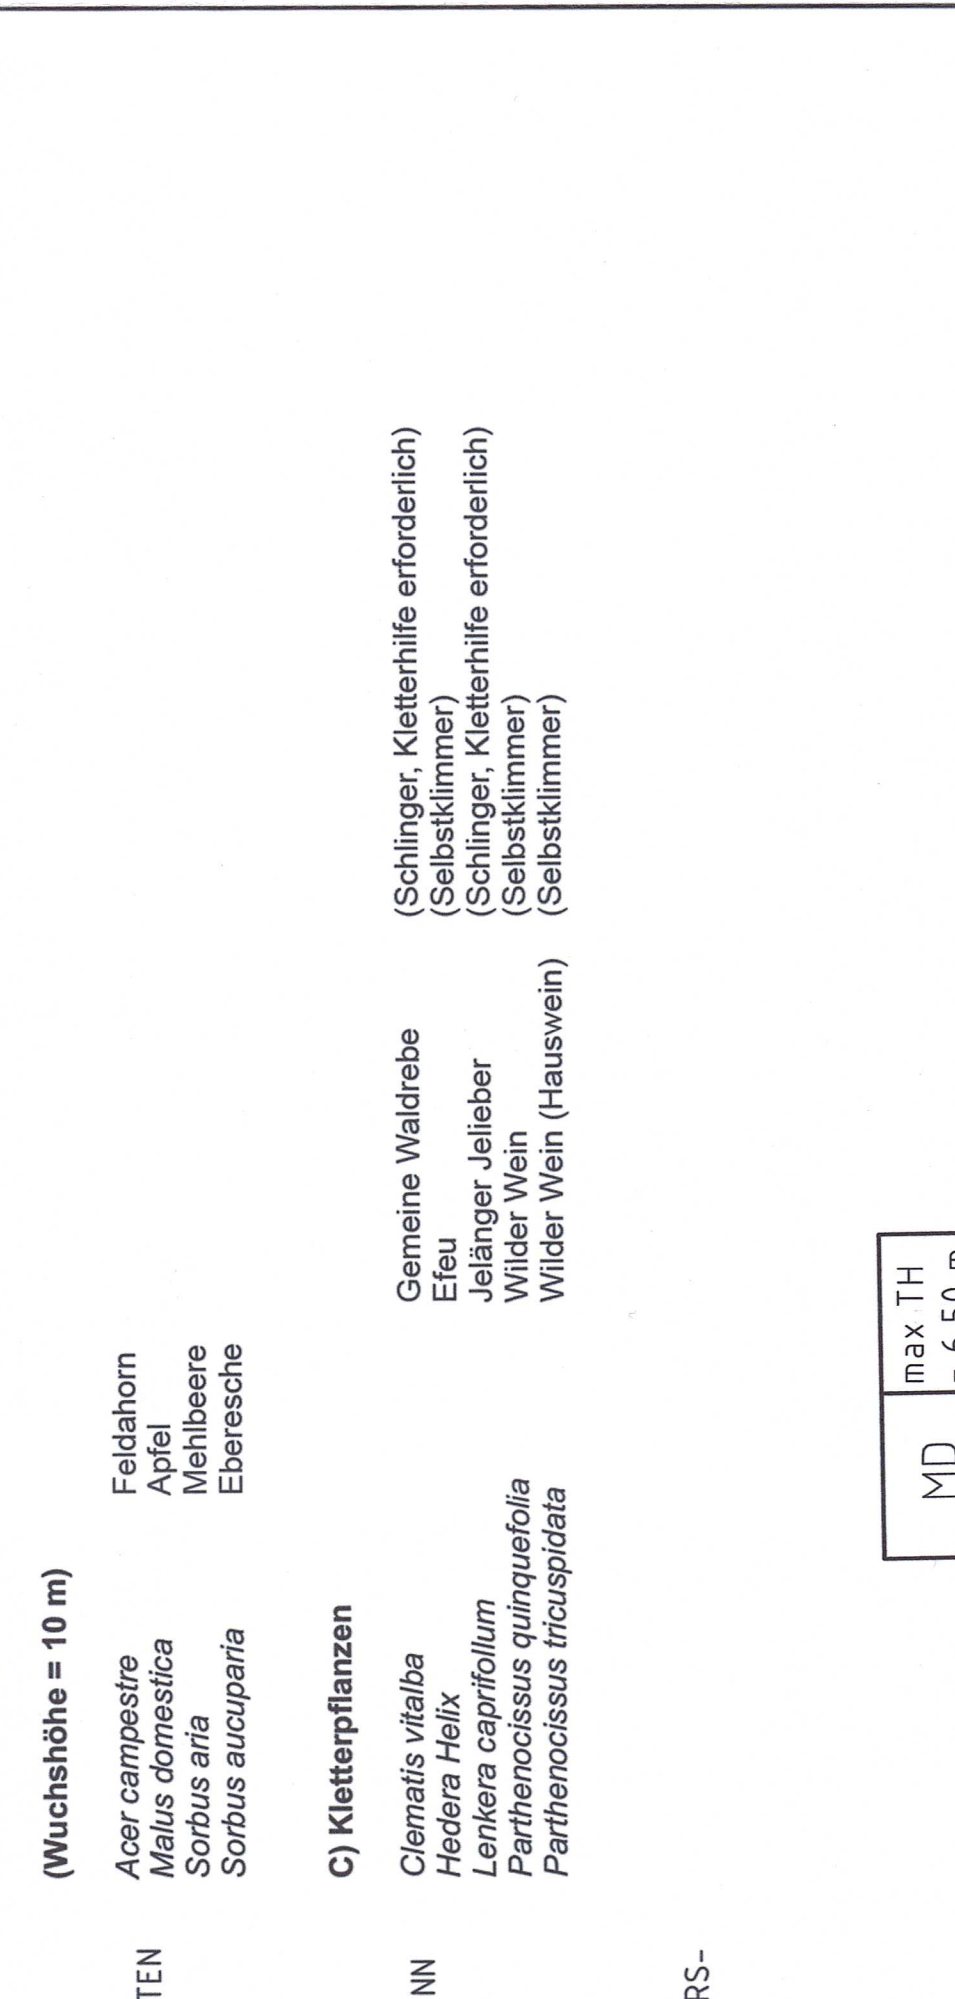 (Wuchshöhe = 10 m)
Acer campestre Feldahorn
Malus domestica Apfel
Sorbus aria Mehlbeere
Sorbus aucuparia Eberesche
TEN
C) Kletterpflanzen
Clematis vitalba Gemeine Waldrebe (Schlinger, Kletterhilfe erforderlich)
Hedera Helix Efeu (Selbstklimmer)
Lenkera caprifollum Jelänger Jelieber (Schlinger, Kletterhilfe erforderlich)
Parthenocissus quinquefolia Wilder Wein (Selbstklimmer)
Parthenocissus tricuspidata Wilder Wein (Hauswein) (Selbstklimmer)
NN
RS-
MD max TH